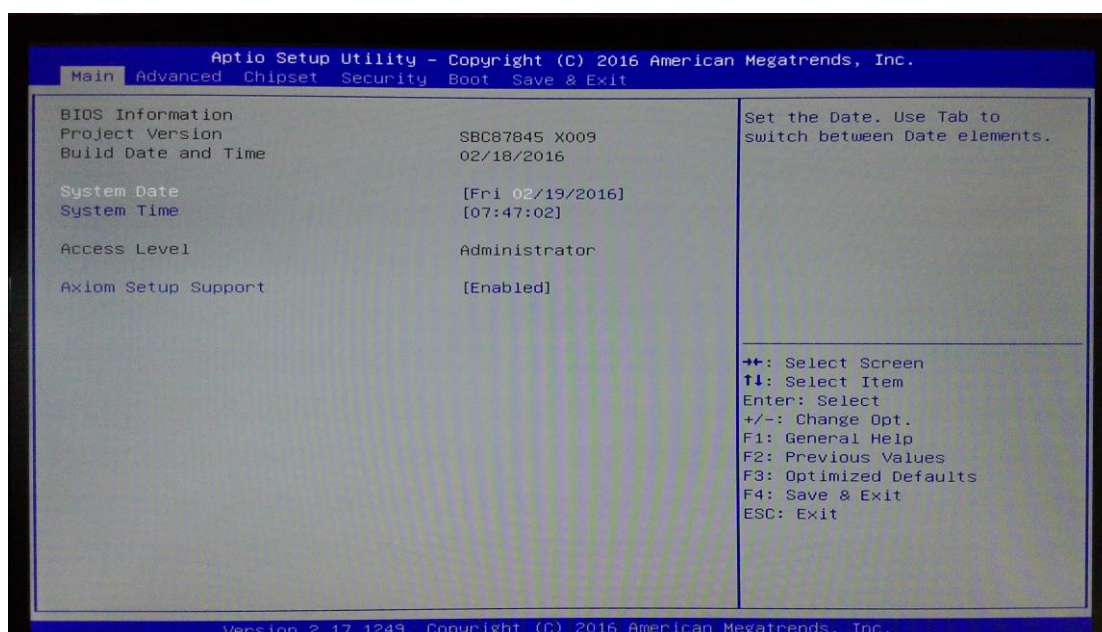 Aptio Setup Utility – Copyright (C) 2016 American Megatrends, Inc.
Main Advanced Chipset Security Boot Save & Exit
BIOS Information
Project Version SBC87845 X009
Build Date and Time 02/18/2016
System Date [Fri 02/19/2016]
System Time [07:47:02]
Access Level Administrator
Axiom Setup Support [Enabled]
Set the Date. Use Tab to
switch between Date elements.
→←: Select Screen
↑↓: Select Item
Enter: Select
+/-: Change Opt.
F1: General Help
F2: Previous Values
F3: Optimized Defaults
F4: Save & Exit
ESC: Exit
Version 2.17.1249. Copyright (C) 2016 American Megatrends, Inc.